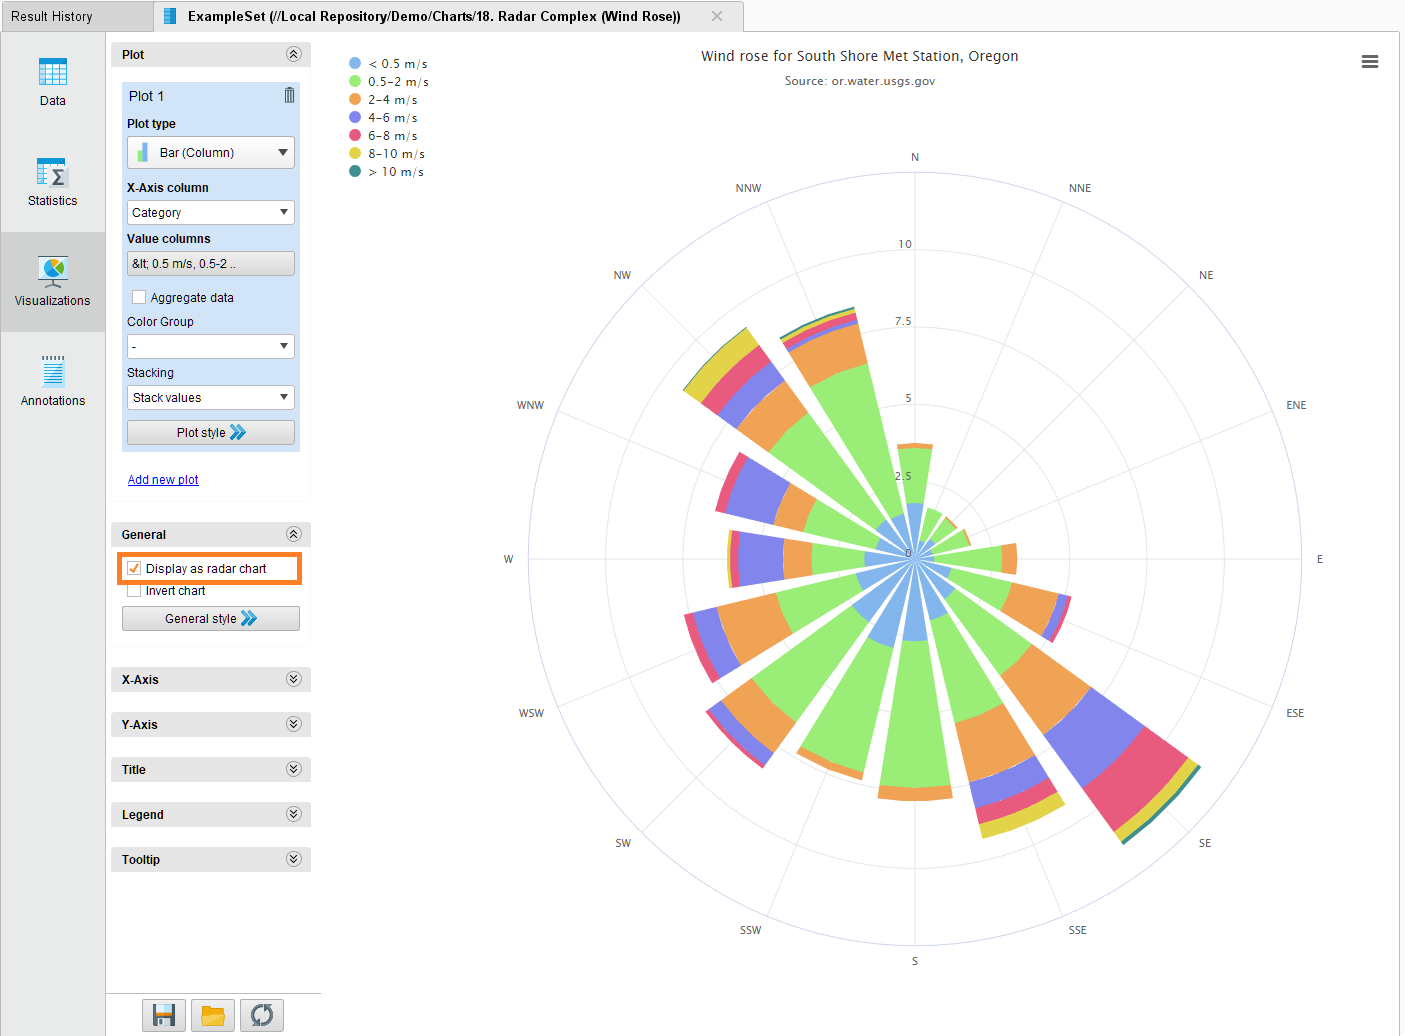 Result History
ExampleSet (//Local Repository/Demo/Charts/18. Radar Complex (Wind Rose))
Data
Statistics
Visualizations
Annotations
Plot
Plot 1
Plot type
Bar (Column)
X-Axis column
Category
Value columns
&lt; 0.5 m/s, 0.5-2 ..
Aggregate data
Color Group
-
Stacking
Stack values
Plot style
Add new plot
General
Display as radar chart
Invert chart
General style
X-Axis
Y-Axis
Title
Legend
Tooltip
< 0.5 m/s
0.5-2 m/s
2-4 m/s
4-6 m/s
6-8 m/s
8-10 m/s
> 10 m/s
Wind rose for South Shore Met Station, Oregon
Source: or.water.usgs.gov
N
NNE
NE
ENE
E
ESE
SE
SSE
S
SSW
SW
WSW
W
WNW
NW
NNW
10
7.5
5
2.5
0